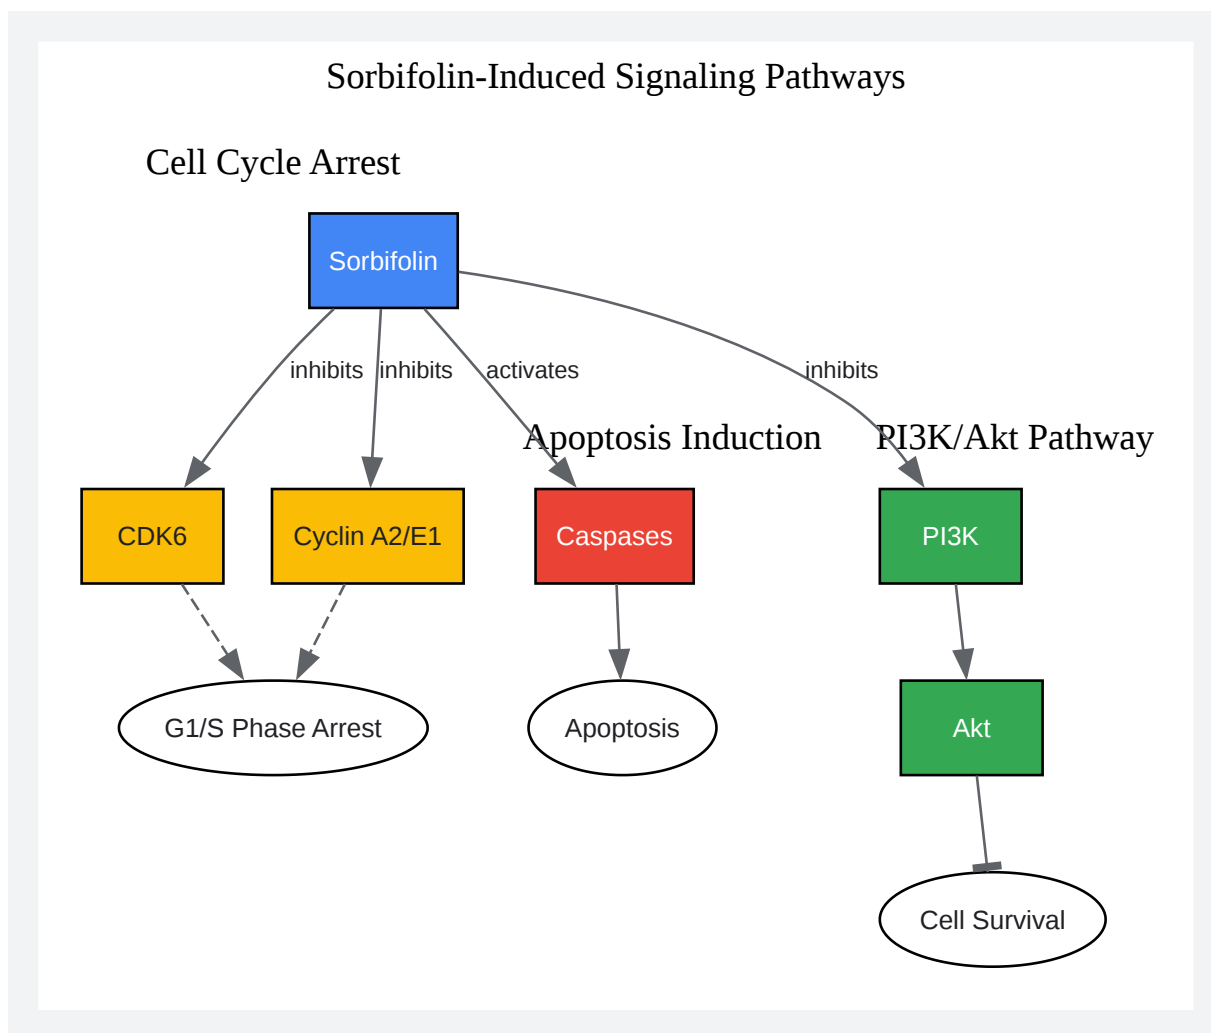 Sorbifolin-Induced Signaling Pathways
Cell Cycle Arrest
Sorbifolin
inhibits
inhibits
activates
inhibits
Apoptosis Induction
PI3K/Akt Pathway
CDK6
Cyclin A2/E1
Caspases
PI3K
G1/S Phase Arrest
Apoptosis
Akt
Cell Survival